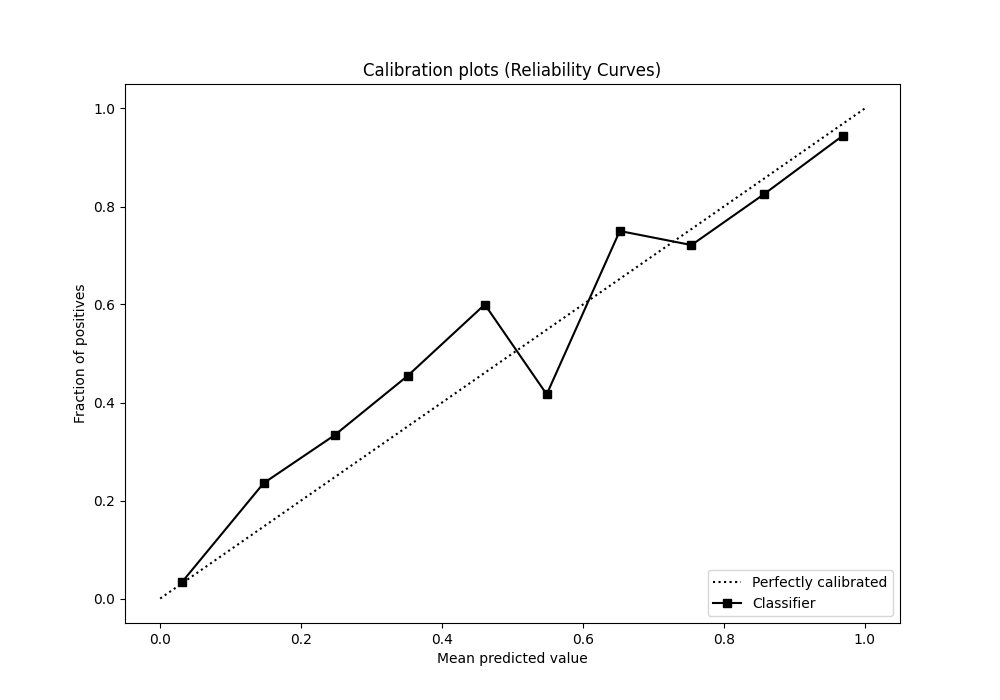 Calibration plots (Reliability Curves)
1.0
0.8
0.6
0.4
0.2
0.0
Fraction of positives
Perfectly calibrated
Classifier
0.0 0.2 0.4 0.6 0.8 1.0
Mean predicted value